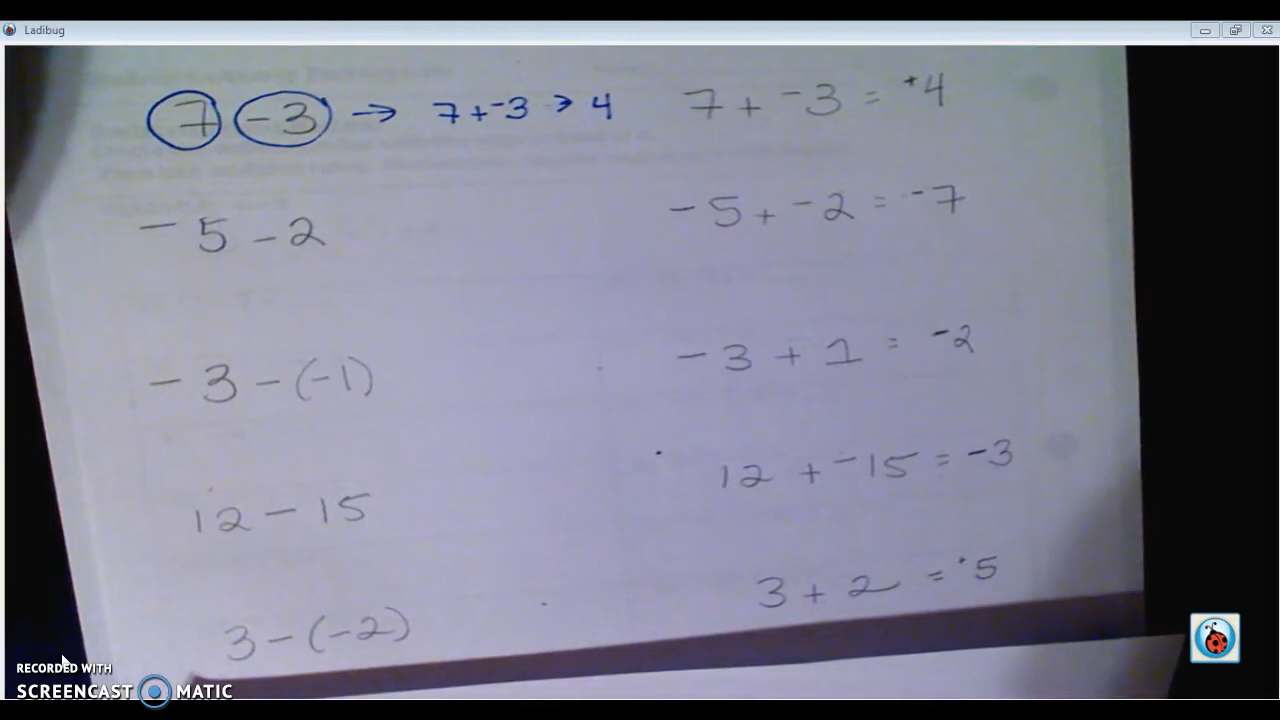 Ladibug
7 -3 → 7+-3 → 4 7 + -3 = +4
-5 -2 -5 + -2 = -7
-3 -(-1) -3 + 1 = -2
12 - 15 12 + -15 = -3
3 - (-2) 3 + 2 = +5
RECORDED WITH
SCREENCAST MATIC